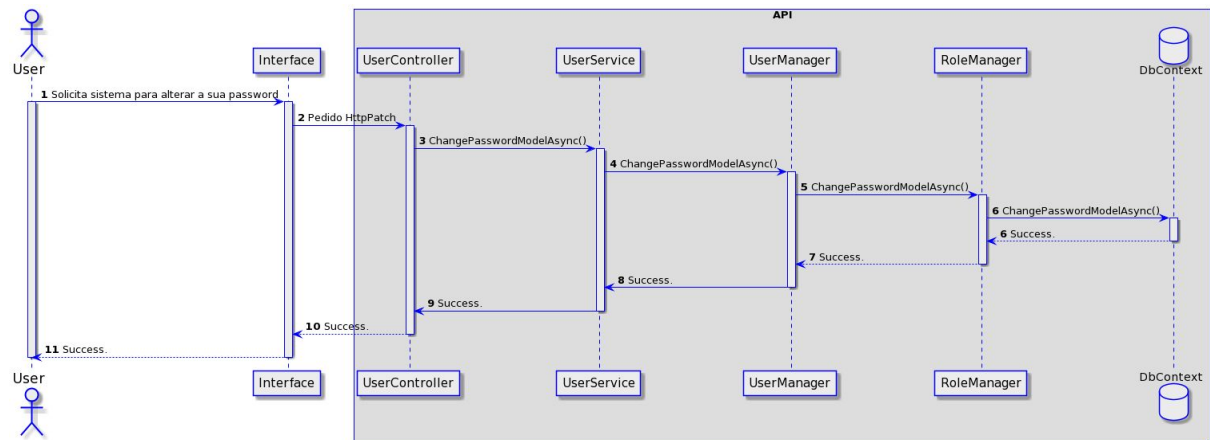 API
User
Interface
UserController
UserService
UserManager
RoleManager
DbContext
1 Solicita sistema para alterar a sua password
2 Pedido HttpPatch
3 ChangePasswordModelAsync()
4 ChangePasswordModelAsync()
5 ChangePasswordModelAsync()
6 ChangePasswordModelAsync()
6 Success.
7 Success.
8 Success.
9 Success.
10 Success.
11 Success.
User
Interface
UserController
UserService
UserManager
RoleManager
DbContext